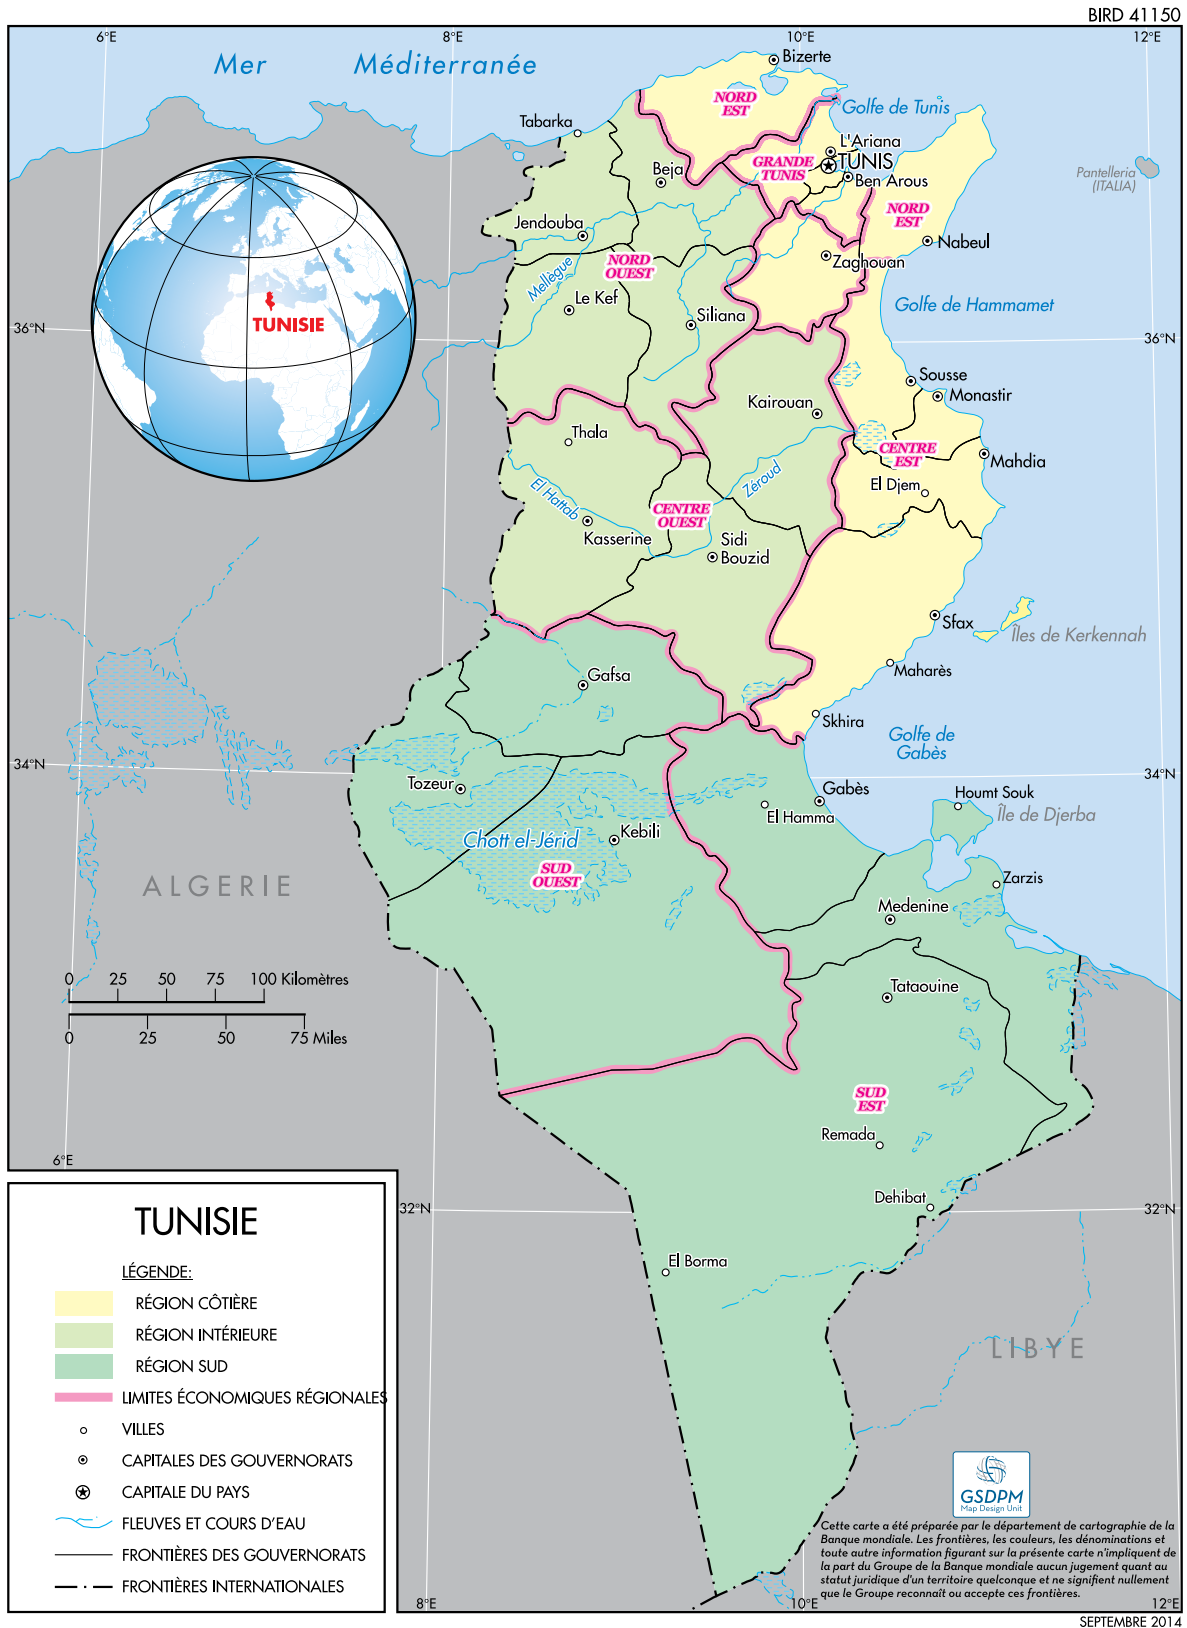 BIRD 41150
6°E
8°E
10°E
12°E
Mer Méditerranée
Bizerte
NORD
EST
Golfe de Tunis
Tabarka
L'Ariana
TUNIS
GRANDE
TUNIS
Beja
Ben Arous
Pantelleria
(ITALIA)
NORD
EST
Jendouba
Nabeul
NORD
OUEST
Zaghouan
Mellègue
Le Kef
Siliana
Golfe de Hammamet
TUNISIE
36°N
36°N
Sousse
Monastir
Kairouan
Thala
CENTRE
EST
Mahdia
El Djem
Zéroud
El Hattab
CENTRE
OUEST
Kasserine
Sidi
Bouzid
Sfax
Îles de Kerkennah
Gafsa
Maharès
Skhira
Golfe de
Gabès
34°N
34°N
Tozeur
Gabès
Houmt Souk
El Hamma
Île de Djerba
Chott el-Jérid
Kebili
SUD
OUEST
ALGERIE
Zarzis
Medenine
0 25 50 75 100 Kilomètres
0 25 50 75 Miles
Tataouine
SUD
EST
Remada
6°E
Dehibat
32°N
32°N
El Borma
LIBYE
TUNISIE
LÉGENDE:
RÉGION CÔTIÈRE
RÉGION INTÉRIEURE
RÉGION SUD
LIMITES ÉCONOMIQUES RÉGIONALES
VILLES
CAPITALES DES GOUVERNORATS
CAPITALE DU PAYS
FLEUVES ET COURS D'EAU
FRONTIÈRES DES GOUVERNORATS
FRONTIÈRES INTERNATIONALES
GSDPM
Map Design Unit
Cette carte a été préparée par le département de cartographie de la
Banque mondiale. Les frontières, les couleurs, les dénominations et
toute autre information figurant sur la présente carte n'impliquent de
la part du Groupe de la Banque mondiale aucun jugement quant au
statut juridique d'un territoire quelconque et ne signifient nullement
que le Groupe reconnaît ou accepte ces frontières.
8°E
10°E
12°E
SEPTEMBRE 2014